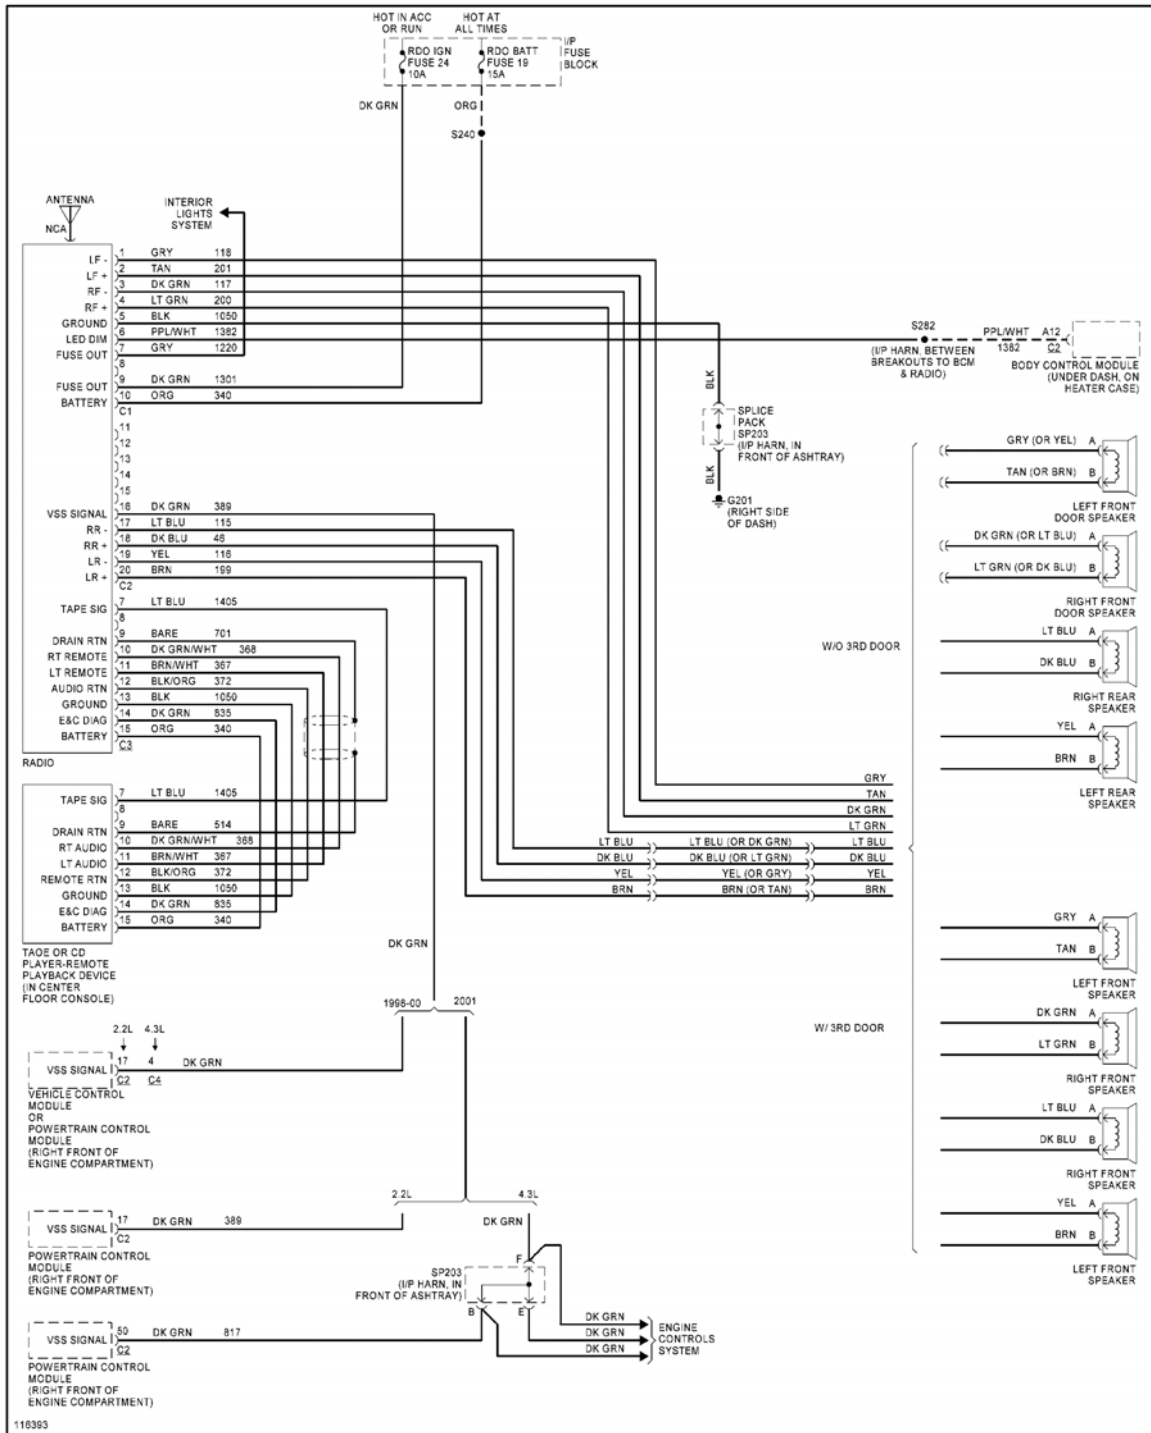 HOT IN ACC
OR RUN
HOT AT
ALL TIMES
RDO IGN
FUSE 24
10A
RDO BATT
FUSE 19
15A
I/P
FUSE
BLOCK
DK GRN
ORG
S240
ANTENNA
NCA
INTERIOR
LIGHTS
SYSTEM
LF - 1 GRY 118
LF + 2 TAN 201
RF - 3 DK GRN 117
RF + 4 LT GRN 200
GROUND 5 BLK 1050
LED DIM 6 PPL/WHT 1382
FUSE OUT 7 GRY 1220
8
FUSE OUT 9 DK GRN 1301
BATTERY 10 ORG 340
C1
11
12
13
14
15
VSS SIGNAL 16 DK GRN 389
RR - 17 LT BLU 115
RR + 18 DK BLU 46
LR - 19 YEL 116
LR + 20 BRN 199
C2
TAPE SIG 7 LT BLU 1405
8
DRAIN RTN 9 BARE 701
RT REMOTE 10 DK GRN/WHT 368
LT REMOTE 11 BRN/WHT 367
AUDIO RTN 12 BLK/ORG 372
GROUND 13 BLK 1050
E&C DIAG 14 DK GRN 835
BATTERY 15 ORG 340
C3
RADIO
TAPE SIG 7 LT BLU 1405
8
DRAIN RTN 9 BARE 514
RT AUDIO 10 DK GRN/WHT 368
LT AUDIO 11 BRN/WHT 367
REMOTE RTN 12 BLK/ORG 372
GROUND 13 BLK 1050
E&C DIAG 14 DK GRN 835
BATTERY 15 ORG 340
TAOE OR CD
PLAYER-REMOTE
PLAYBACK DEVICE
(IN CENTER
FLOOR CONSOLE)
S282
(I/P HARN, BETWEEN
BREAKOUTS TO BCM
& RADIO)
PPL/WHT A12
1382 C2
BODY CONTROL MODULE
(UNDER DASH, ON
HEATER CASE)
BLK
SPLICE
PACK
SP203
(I/P HARN, IN
FRONT OF ASHTRAY)
BLK
G201
(RIGHT SIDE
OF DASH)
W/O 3RD DOOR
GRY (OR YEL) A
TAN (OR BRN) B
LEFT FRONT
DOOR SPEAKER
DK GRN (OR LT BLU) A
LT GRN (OR DK BLU) B
RIGHT FRONT
DOOR SPEAKER
LT BLU A
DK BLU B
RIGHT REAR
SPEAKER
YEL A
BRN B
LEFT REAR
SPEAKER
GRY
TAN
DK GRN
LT GRN
LT BLU LT BLU (OR DK GRN) LT BLU
DK BLU DK BLU (OR LT GRN) DK BLU
YEL YEL (OR GRY) YEL
BRN BRN (OR TAN) BRN
W/ 3RD DOOR
GRY A
TAN B
LEFT FRONT
SPEAKER
DK GRN A
LT GRN B
RIGHT FRONT
SPEAKER
LT BLU A
DK BLU B
RIGHT FRONT
SPEAKER
YEL A
BRN B
LEFT FRONT
SPEAKER
DK GRN
1998-00 2001
2.2L 4.3L
VSS SIGNAL 17 4 DK GRN
C2 C4
VEHICLE CONTROL
MODULE
OR
POWERTRAIN CONTROL
MODULE
(RIGHT FRONT OF
ENGINE COMPARTMENT)
2.2L 4.3L
VSS SIGNAL 17 DK GRN 389
C2
POWERTRAIN CONTROL
MODULE
(RIGHT FRONT OF
ENGINE COMPARTMENT)
DK GRN
F
SP203
(I/P HARN, IN
FRONT OF ASHTRAY)
B E
VSS SIGNAL 50 DK GRN 817
C2
POWERTRAIN CONTROL
MODULE
(RIGHT FRONT OF
ENGINE COMPARTMENT)
DK GRN
DK GRN
DK GRN
ENGINE
CONTROLS
SYSTEM
116393